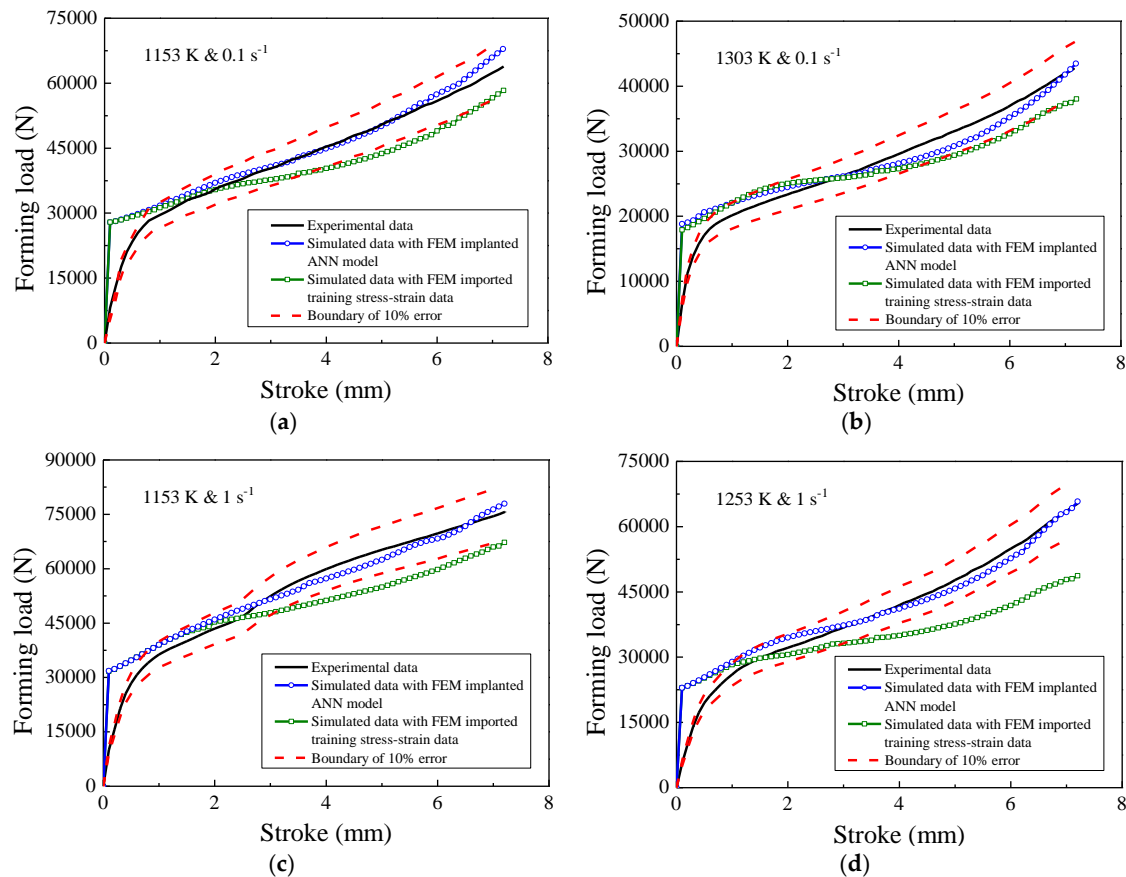 75000
60000
45000
30000
15000
0
Forming load (N)
1153 K & 0.1 s-1
Experimental data
Simulated data with FEM implanted
ANN model
Simulated data with FEM imported
training stress-strain data
Boundary of 10% error
0 2 4 6 8
Stroke (mm)
(a)
50000
40000
30000
20000
10000
0
Forming load (N)
1303 K & 0.1 s-1
Experimental data
Simulated data with FEM implanted
ANN model
Simulated data with FEM imported
training stress-strain data
Boundary of 10% error
0 2 4 6 8
Stroke (mm)
(b)
90000
75000
60000
45000
30000
15000
0
Forming load (N)
1153 K & 1 s-1
Experimental data
Simulated data with FEM implanted
ANN model
Simulated data with FEM imported
training stress-strain data
Boundary of 10% error
0 2 4 6 8
Stroke (mm)
(c)
75000
60000
45000
30000
15000
0
Forming load (N)
1253 K & 1 s-1
Experimental data
Simulated data with FEM implanted
ANN model
Simulated data with FEM imported
training stress-strain data
Boundary of 10% error
0 2 4 6 8
Stroke (mm)
(d)